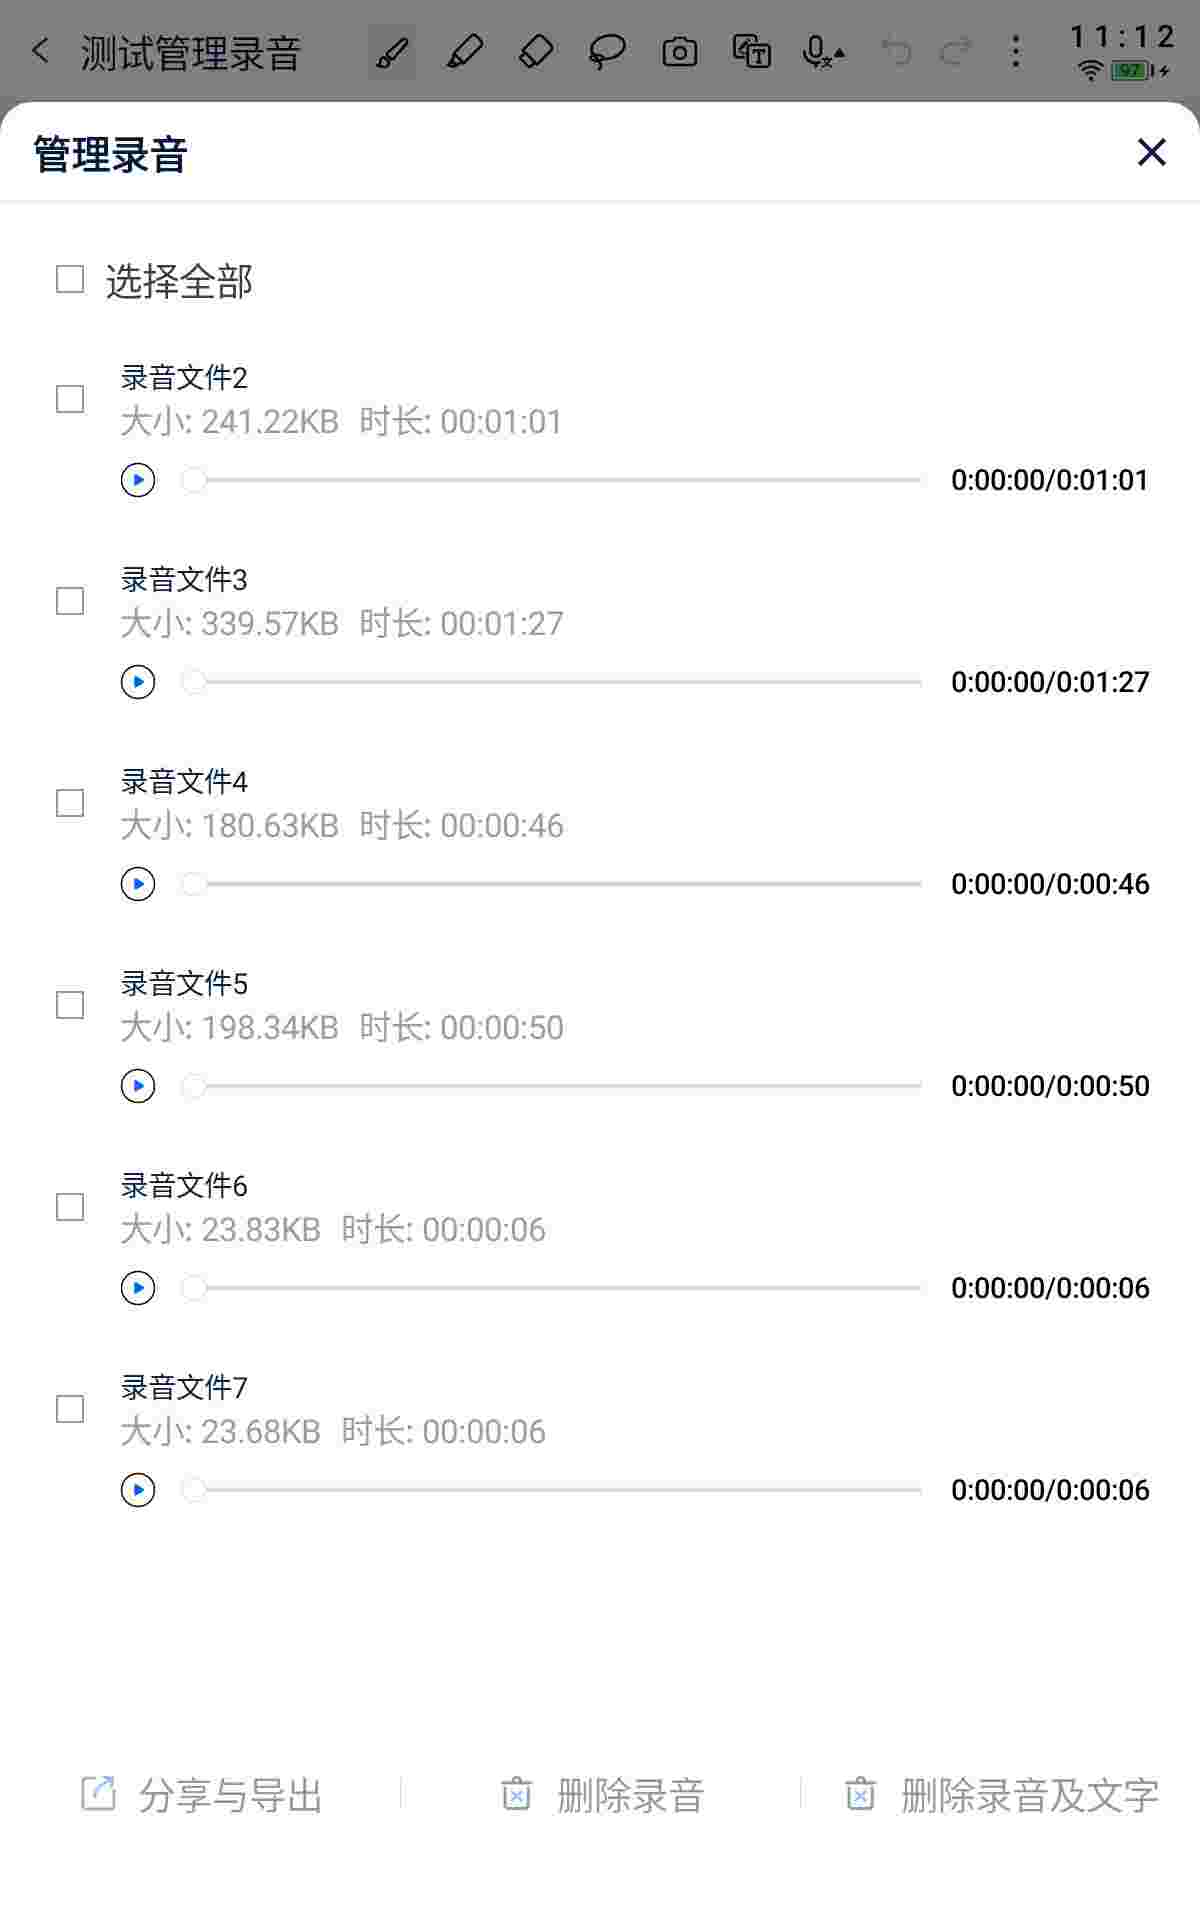 测试管理录音
11:12
97
管理录音
选择全部
录音文件2
大小: 241.22KB 时长: 00:01:01
0:00:00/0:01:01
录音文件3
大小: 339.57KB 时长: 00:01:27
0:00:00/0:01:27
录音文件4
大小: 180.63KB 时长: 00:00:46
0:00:00/0:00:46
录音文件5
大小: 198.34KB 时长: 00:00:50
0:00:00/0:00:50
录音文件6
大小: 23.83KB 时长: 00:00:06
0:00:00/0:00:06
录音文件7
大小: 23.68KB 时长: 00:00:06
0:00:00/0:00:06
分享与导出 删除录音 删除录音及文字